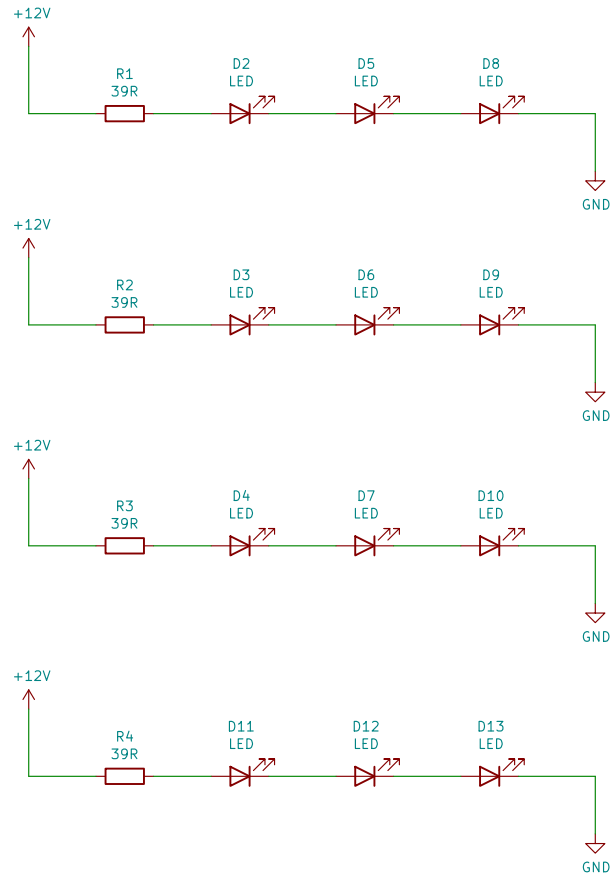 +12V
R1
39R
D2
LED
D5
LED
D8
LED
GND
+12V
R2
39R
D3
LED
D6
LED
D9
LED
GND
+12V
R3
39R
D4
LED
D7
LED
D10
LED
GND
+12V
R4
39R
D11
LED
D12
LED
D13
LED
GND